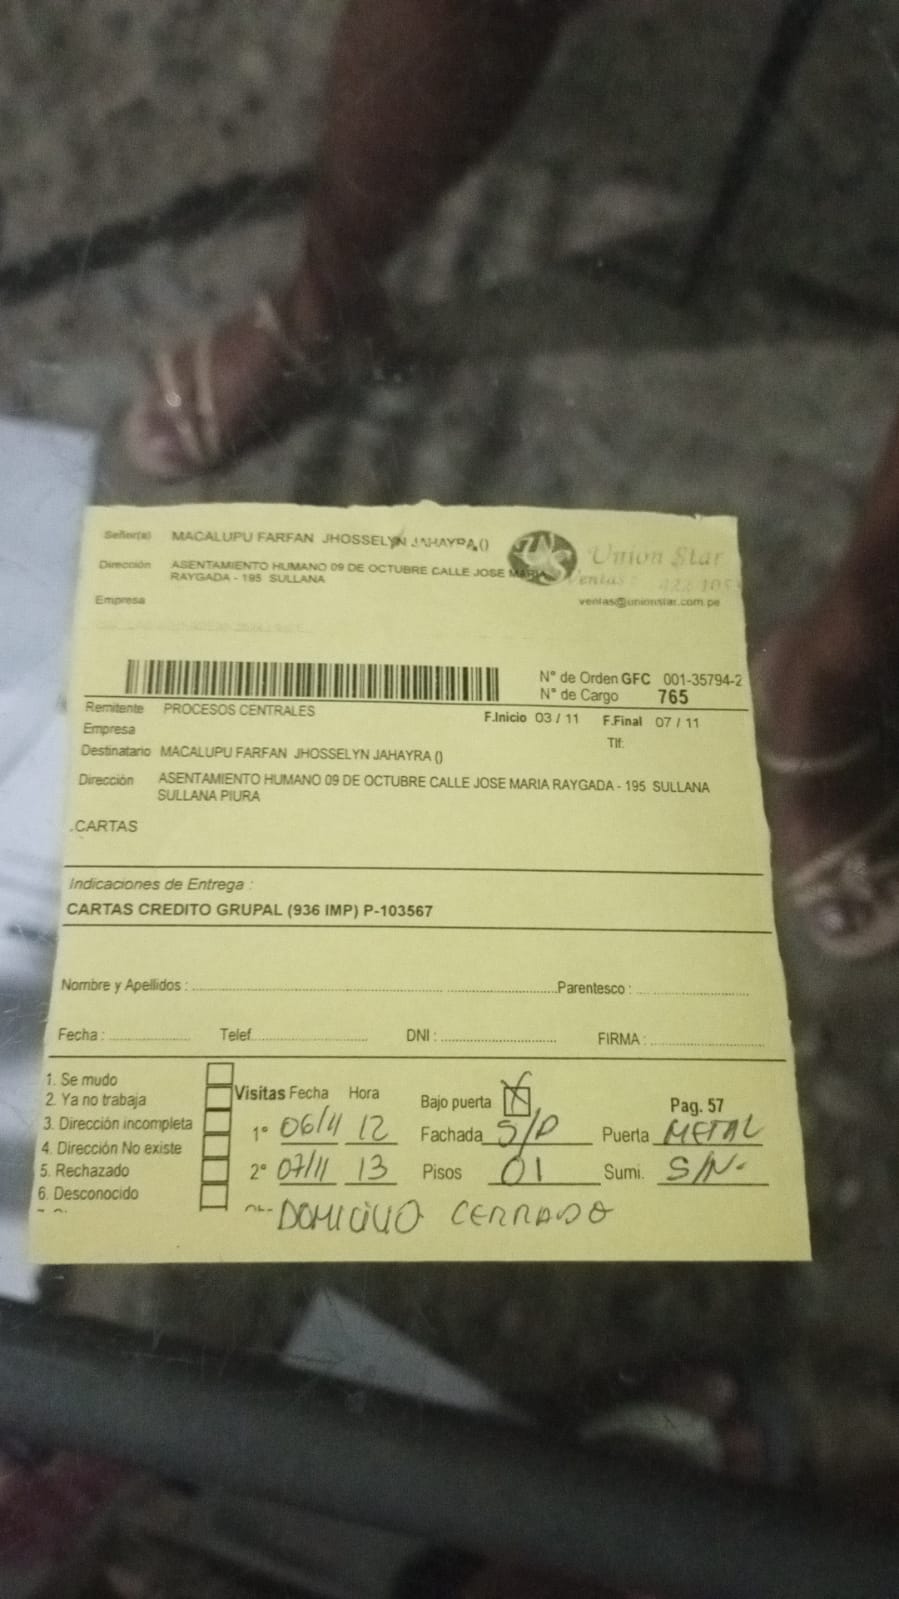 Señor(a) MACALUPU FARFAN JHOSSELYN JAHAYRA ()
Dirección ASENTAMIENTO HUMANO 09 DE OCTUBRE CALLE JOSE MARIA
RAYGADA - 195 SULLANA
Union Star
Ventas:
Empresa
ventas@unionstar.com.pe
N° de Orden GFC 001-35794-2
N° de Cargo 765
Remitente PROCESOS CENTRALES
F.Inicio 03 / 11 F.Final 07 / 11
Empresa
Tlf:
Destinatario MACALUPU FARFAN JHOSSELYN JAHAYRA ()
Dirección ASENTAMIENTO HUMANO 09 DE OCTUBRE CALLE JOSE MARIA RAYGADA - 195 SULLANA
SULLANA PIURA
.CARTAS
Indicaciones de Entrega :
CARTAS CREDITO GRUPAL (936 IMP) P-103567
Nombre y Apellidos : Parentesco :
Fecha : Telef. DNI : FIRMA :
1. Se mudo
2. Ya no trabaja
3. Dirección incompleta
4. Dirección No existe
5. Rechazado
6. Desconocido
Visitas Fecha Hora Bajo puerta X Pag. 57
1° 06/11 12 Fachada S/P Puerta METAL
2° 07/11 13 Pisos 01 Sumi. S/N-
DOMICILIO CERRADO